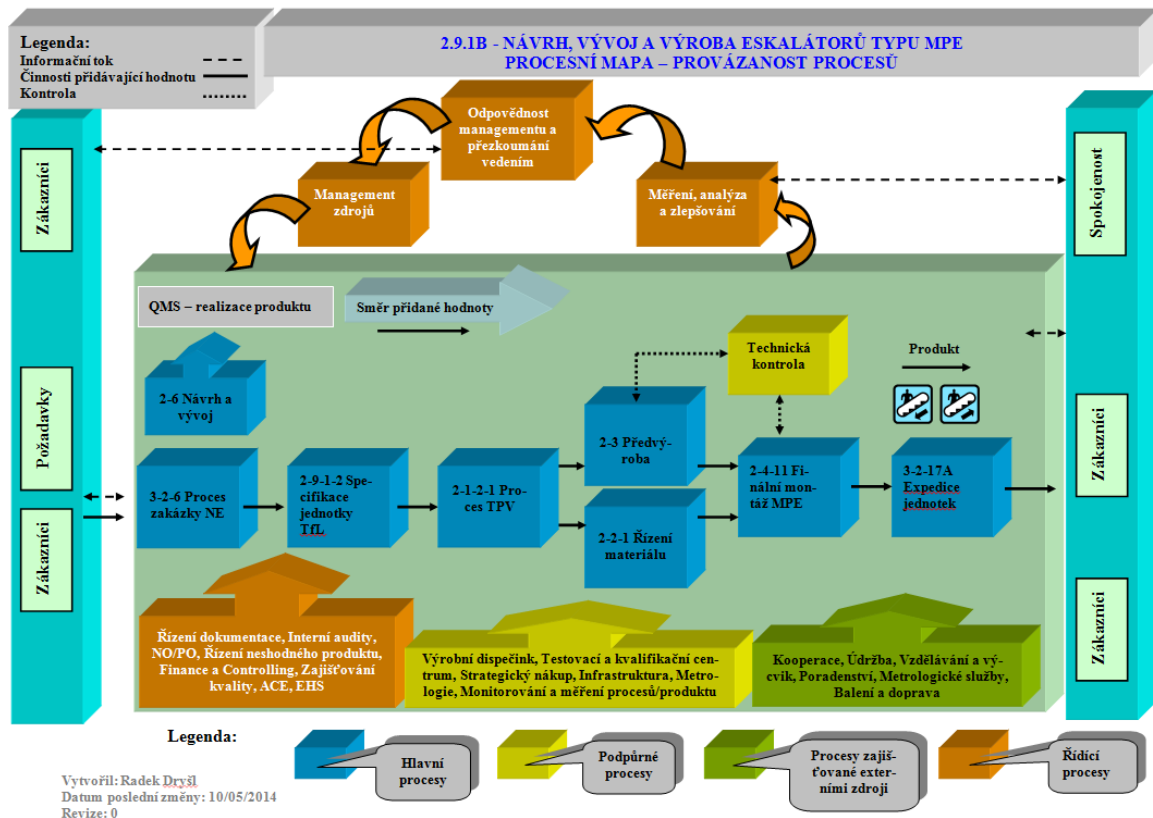 Legenda:
Informační tok
Činnosti přidávající hodnotu
Kontrola
2.9.1B - NÁVRH, VÝVOJ A VÝROBA ESKALÁTORŮ TYPU MPE
PROCESNÍ MAPA – PROVÁZANOST PROCESŮ
Zákazníci
Požadavky
Zákazníci
Odpovědnost
managementu a
přezkoumání
vedením
Management
zdrojů
Měření, analýza
a zlepšování
Spokojenost
Zákazníci
Zákazníci
QMS – realizace produktu
Směr přidané hodnoty
Technická
kontrola
Produkt
2-6 Návrh a
vývoj
2-3 Předvý-
roba
3-2-6 Proces
zakázky NE
2-9-1-2 Spe-
cifikace
jednotky
TfL
2-1-2-1 Pro-
ces TPV
2-2-1 Řízení
materiálu
2-4-11 Fi-
nální mon-
táž MPE
3-2-17A
Expedice
jednotek
Řízení dokumentace, Interní audity,
NO/PO, Řízení neshodného produktu,
Finance a Controlling, Zajišťování
kvality, ACE, EHS
Výrobní dispečink, Testovací a kvalifikační cen-
trum, Strategický nákup, Infrastruktura, Metro-
logie, Monitorování a měření procesů/produktu
Kooperace, Údržba, Vzdělávání a vý-
cvik, Poradenství, Metrologické služby,
Balení a doprava
Legenda:
Hlavní
procesy
Podpůrné
procesy
Procesy zajiš-
ťované exter-
ními zdroji
Řídící
procesy
Vytvořil: Radek Dryšl
Datum poslední změny: 10/05/2014
Revize: 0